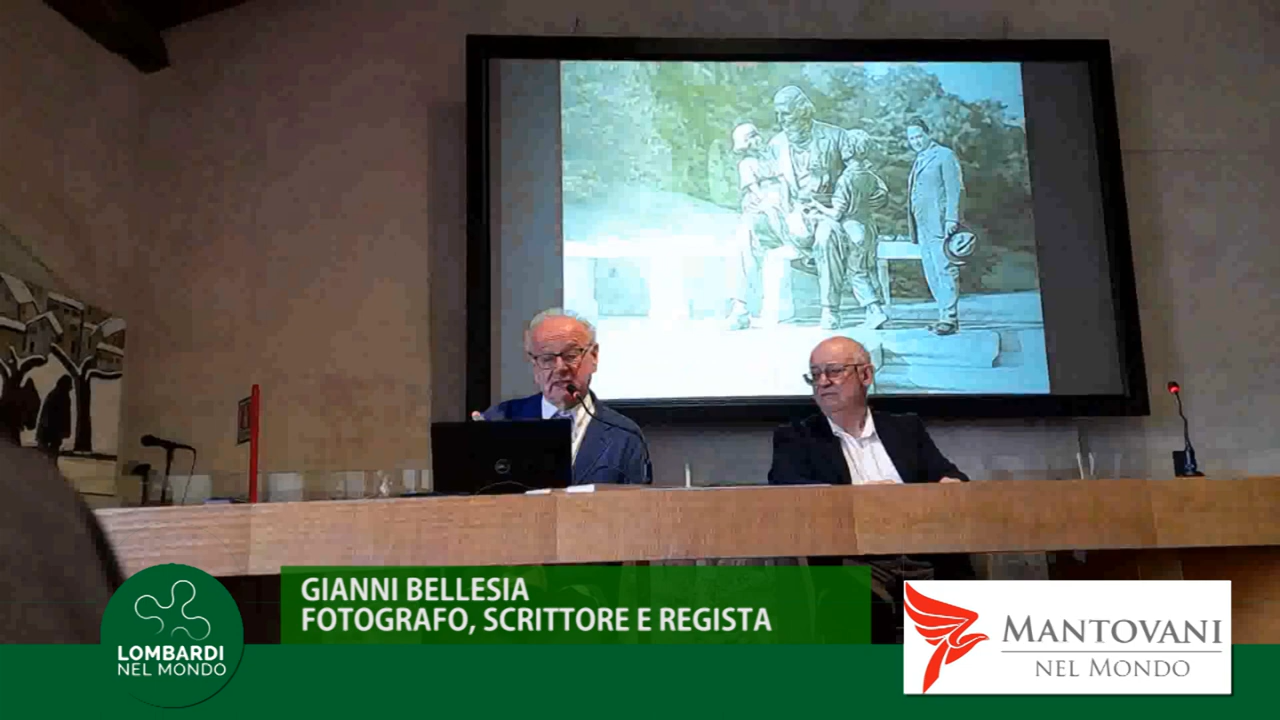 GIANNI BELLESIA
FOTOGRAFO, SCRITTORE E REGISTA
LOMBARDI
NEL MONDO
MANTOVANI
NEL MONDO